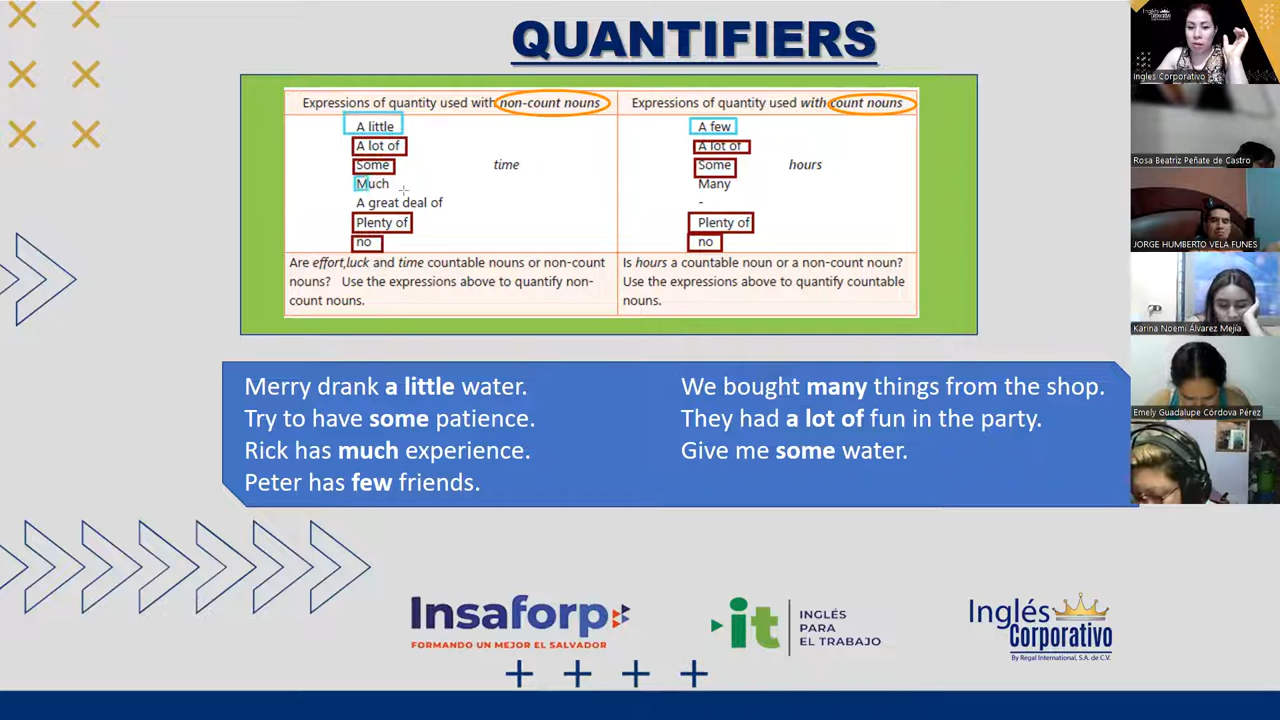 QUANTIFIERS
Expressions of quantity used with non-count nouns
A little
A lot of
Some
time
Much
A great deal of
Plenty of
no
Are effort,luck and time countable nouns or non-count
nouns? Use the expressions above to quantify non-
count nouns.
Expressions of quantity used with count nouns
A few
A lot of
Some
hours
Many
-
Plenty of
no
Is hours a countable noun or a non-count noun?
Use the expressions above to quantify countable
nouns.
Merry drank a little water.
Try to have some patience.
Rick has much experience.
Peter has few friends.
We bought many things from the shop.
They had a lot of fun in the party.
Give me some water.
Insaforp
FORMANDO UN MEJOR EL SALVADOR
it
INGLÉS
PARA
EL TRABAJO
Inglés
Corporativo
By Regal International, S.A. de C.V.
Inglés
Corporativo
Ingles Corporativo
Rosa Beatriz Peñate de Castro
JORGE HUMBERTO VELA FUNES
Karina Noemí Álvarez Mejía
Emely Guadalupe Córdova Pérez